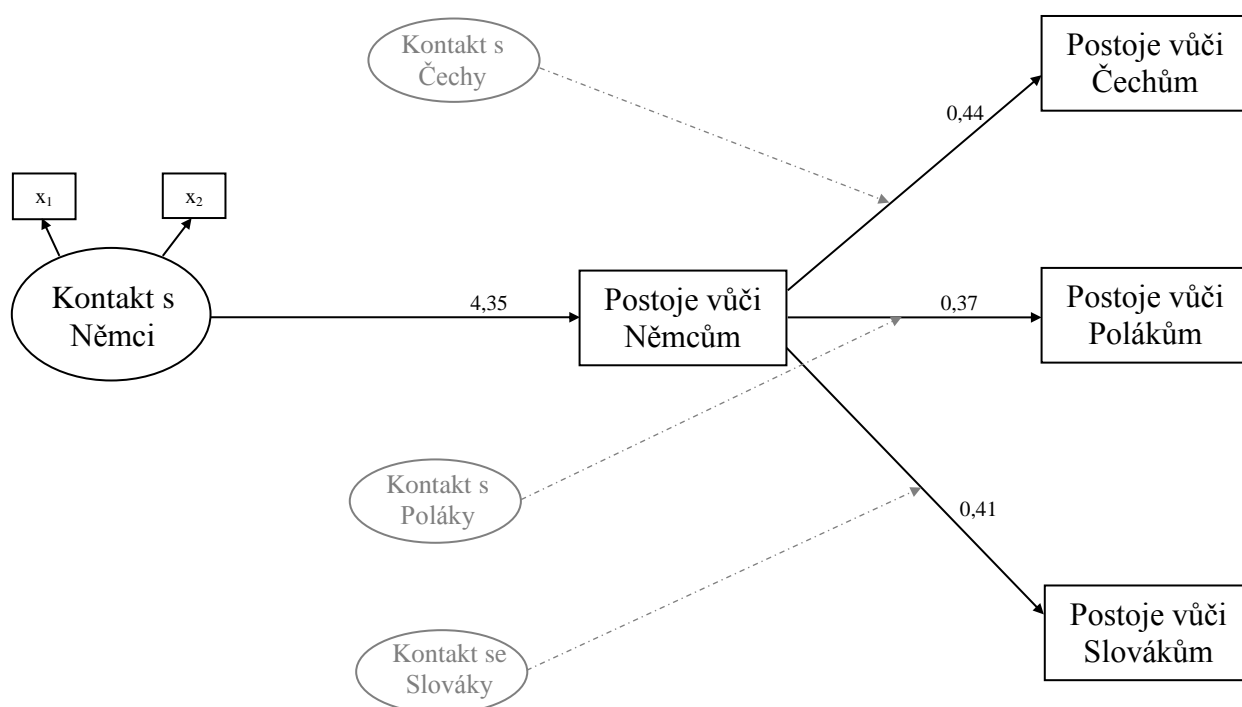 Kontakt s
Čechy
Postoje vůči
Čechům
0,44
x₁
x₂
Kontakt s
Němci
4,35
Postoje vůči
Němcům
0,37
Postoje vůči
Polákům
Kontakt s
Poláky
0,41
Kontakt se
Slováky
Postoje vůči
Slovákům